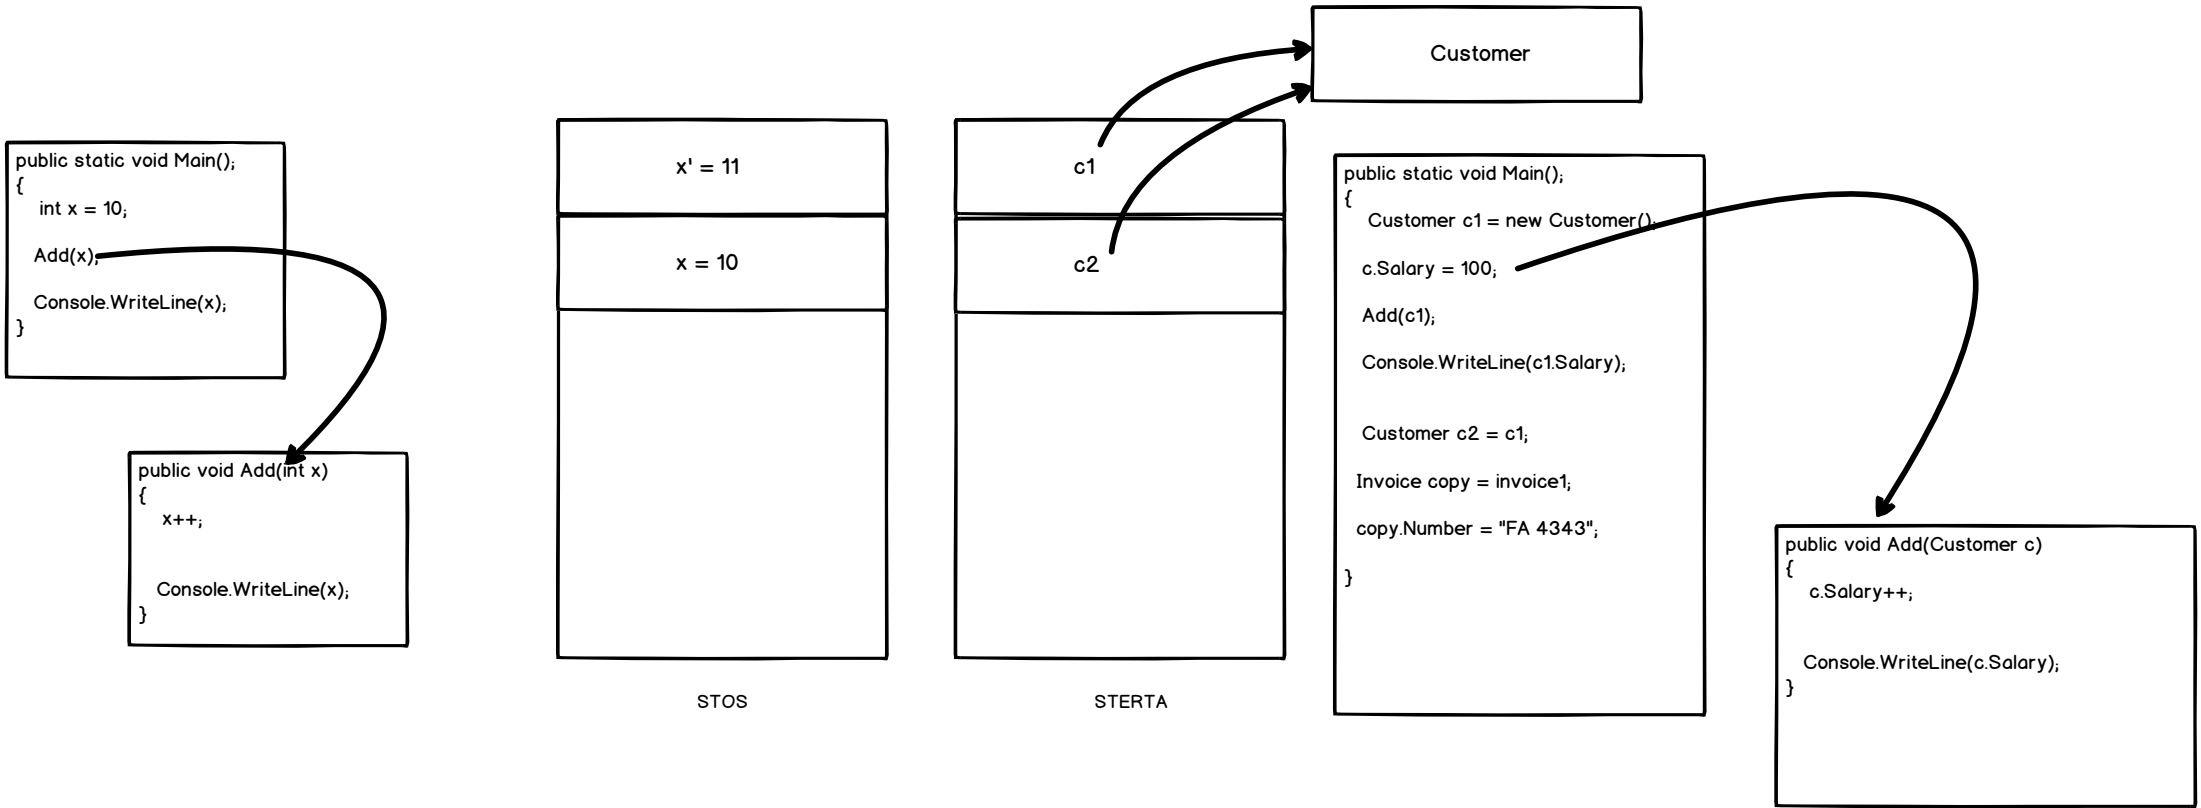 public static void Main();
{
int x = 10;
Add(x);
Console.WriteLine(x);
}
public void Add(int x)
{
x++;
Console.WriteLine(x);
}
x' = 11
x = 10
STOS
c1
c2
STERTA
Customer
public static void Main();
{
Customer c1 = new Customer();
c.Salary = 100;
Add(c1);
Console.WriteLine(c1.Salary);
Customer c2 = c1;
Invoice copy = invoice1;
copy.Number = "FA 4343";
}
public void Add(Customer c)
{
c.Salary++;
Console.WriteLine(c.Salary);
}